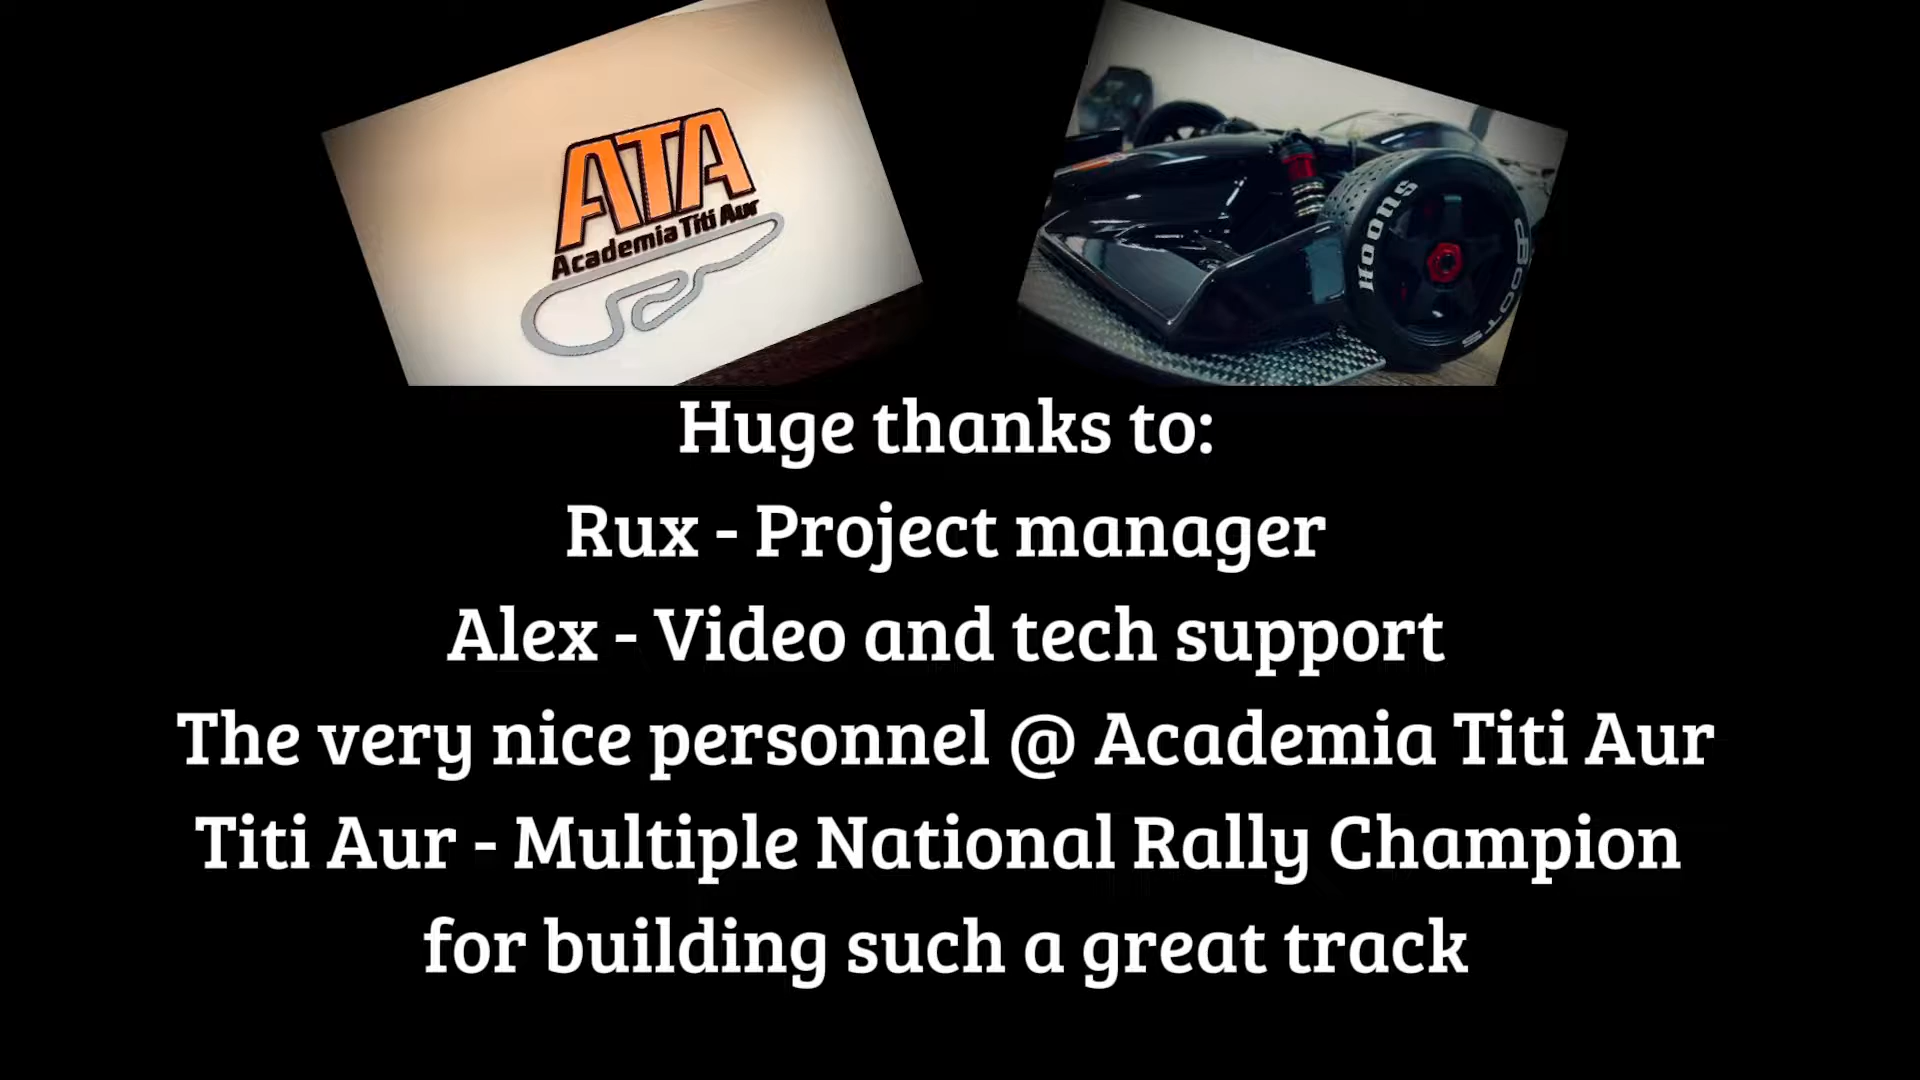 ATA
Academia Titi Aur
HOONS
dBOOTS
Huge thanks to:
Rux - Project manager
Alex - Video and tech support
The very nice personnel @ Academia Titi Aur
Titi Aur - Multiple National Rally Champion
for building such a great track